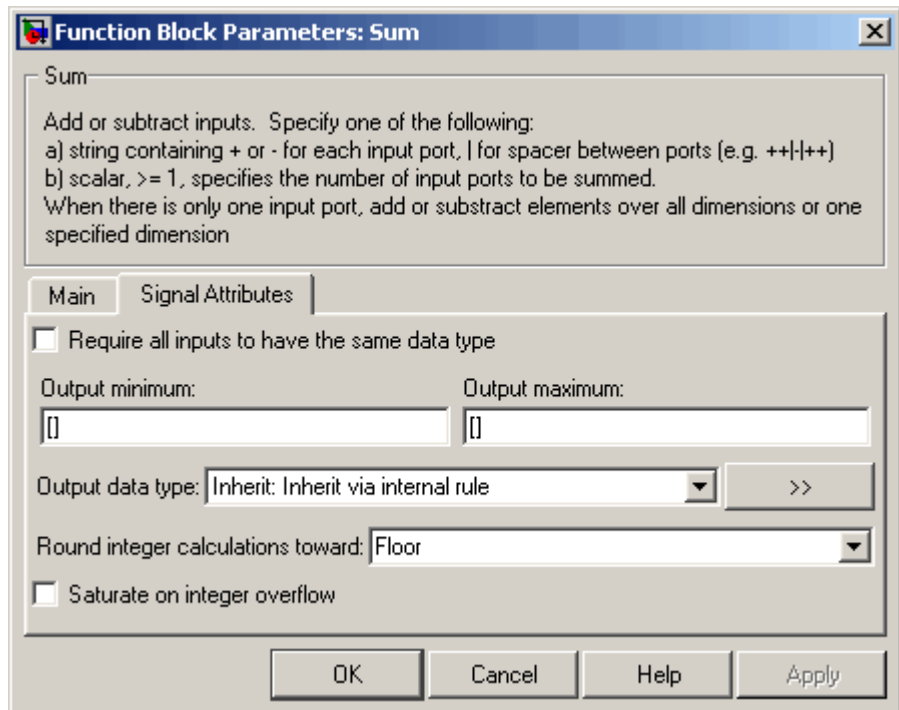 Function Block Parameters: Sum
Sum
Add or subtract inputs. Specify one of the following:
a) string containing + or - for each input port, | for spacer between ports (e.g. ++|-|++)
b) scalar, >= 1, specifies the number of input ports to be summed.
When there is only one input port, add or substract elements over all dimensions or one
specified dimension
Main Signal Attributes
Require all inputs to have the same data type
Output minimum: Output maximum:
[] []
Output data type: Inherit: Inherit via internal rule >>
Round integer calculations toward: Floor
Saturate on integer overflow
OK Cancel Help Apply